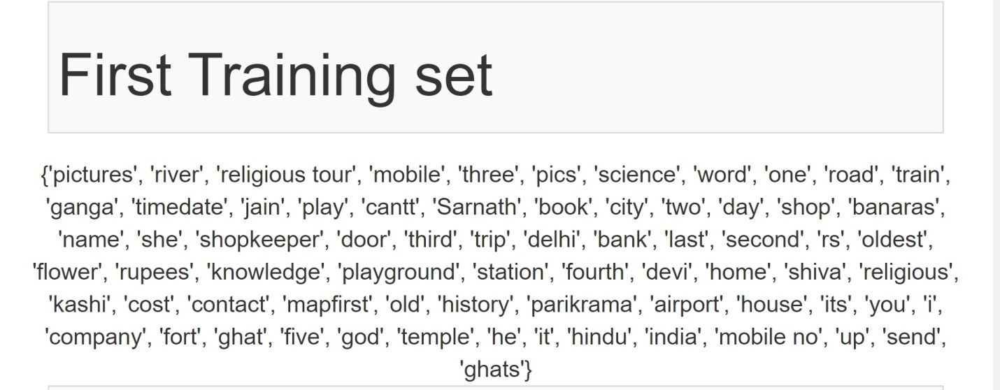 First Training set
{'pictures', 'river', 'religious tour', 'mobile', 'three', 'pics', 'science', 'word', 'one', 'road', 'train',
'ganga', 'timedate', 'jain', 'play', 'cantt', 'Sarnath', 'book', 'city', 'two', 'day', 'shop', 'banaras',
'name', 'she', 'shopkeeper', 'door', 'third', 'trip', 'delhi', 'bank', 'last', 'second', 'rs', 'oldest',
'flower', 'rupees', 'knowledge', 'playground', 'station', 'fourth', 'devi', 'home', 'shiva', 'religious',
'kashi', 'cost', 'contact', 'mapfirst', 'old', 'history', 'parikrama', 'airport', 'house', 'its', 'you', 'i',
'company', 'fort', 'ghat', 'five', 'god', 'temple', 'he', 'it', 'hindu', 'india', 'mobile no', 'up', 'send',
'ghats'}